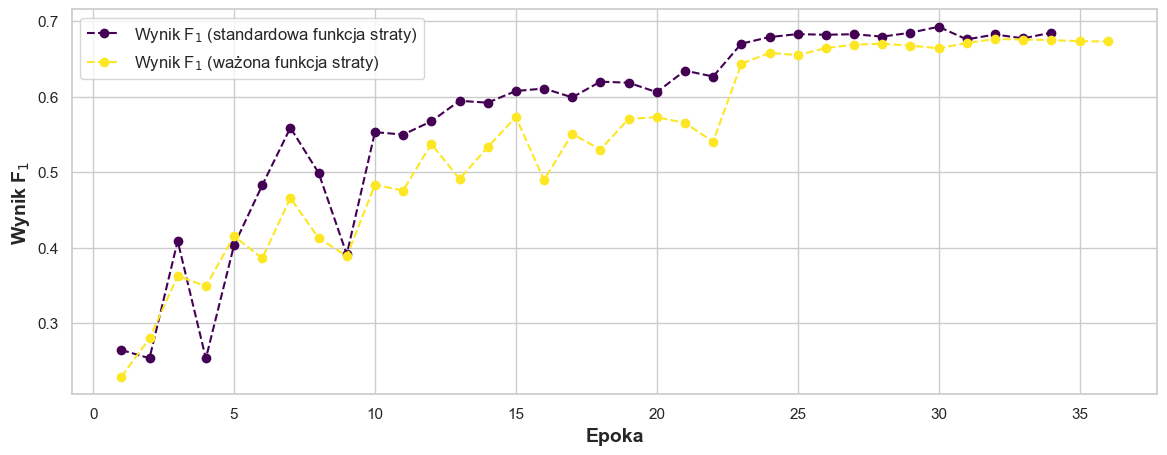 Wynik F₁ (standardowa funkcja straty)
Wynik F₁ (ważona funkcja straty)
Wynik F₁
0.7
0.6
0.5
0.4
0.3
0 5 10 15 20 25 30 35
Epoka